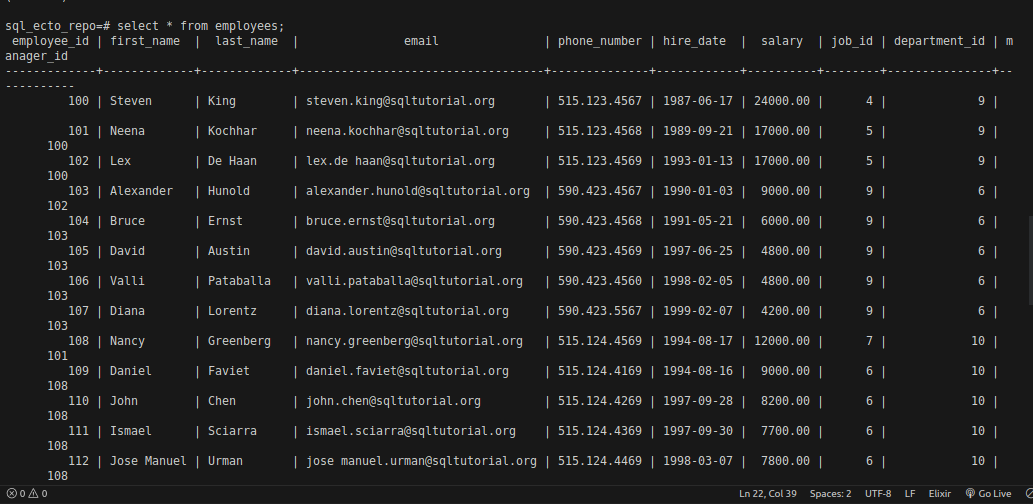 sql_ecto_repo=# select * from employees;
 employee_id | first_name  |  last_name  |               email               | phone_number | hire_date  |  salary  | job_id | department_id | m
anager_id
-------------+-------------+-------------+-----------------------------------+--------------+------------+----------+--------+---------------+--
----------
         100 | Steven      | King        | steven.king@sqltutorial.org       | 515.123.4567 | 1987-06-17 | 24000.00 |      4 |             9 |
         101 | Neena       | Kochhar     | neena.kochhar@sqltutorial.org     | 515.123.4568 | 1989-09-21 | 17000.00 |      5 |             9 |
      100
         102 | Lex         | De Haan     | lex.de haan@sqltutorial.org       | 515.123.4569 | 1993-01-13 | 17000.00 |      5 |             9 |
      100
         103 | Alexander   | Hunold      | alexander.hunold@sqltutorial.org  | 590.423.4567 | 1990-01-03 |  9000.00 |      9 |             6 |
      102
         104 | Bruce       | Ernst       | bruce.ernst@sqltutorial.org       | 590.423.4568 | 1991-05-21 |  6000.00 |      9 |             6 |
      103
         105 | David       | Austin      | david.austin@sqltutorial.org      | 590.423.4569 | 1997-06-25 |  4800.00 |      9 |             6 |
      103
         106 | Valli       | Pataballa   | valli.pataballa@sqltutorial.org   | 590.423.4560 | 1998-02-05 |  4800.00 |      9 |             6 |
      103
         107 | Diana       | Lorentz     | diana.lorentz@sqltutorial.org     | 590.423.5567 | 1999-02-07 |  4200.00 |      9 |             6 |
      103
         108 | Nancy       | Greenberg   | nancy.greenberg@sqltutorial.org   | 515.124.4569 | 1994-08-17 | 12000.00 |      7 |            10 |
      101
         109 | Daniel      | Faviet      | daniel.faviet@sqltutorial.org     | 515.124.4169 | 1994-08-16 |  9000.00 |      6 |            10 |
      108
         110 | John        | Chen        | john.chen@sqltutorial.org         | 515.124.4269 | 1997-09-28 |  8200.00 |      6 |            10 |
      108
         111 | Ismael      | Sciarra     | ismael.sciarra@sqltutorial.org    | 515.124.4369 | 1997-09-30 |  7700.00 |      6 |            10 |
      108
         112 | Jose Manuel | Urman       | jose manuel.urman@sqltutorial.org | 515.124.4469 | 1998-03-07 |  7800.00 |      6 |            10 |
      108
0 0 Ln 22, Col 39 Spaces: 2 UTF-8 LF Elixir Go Live